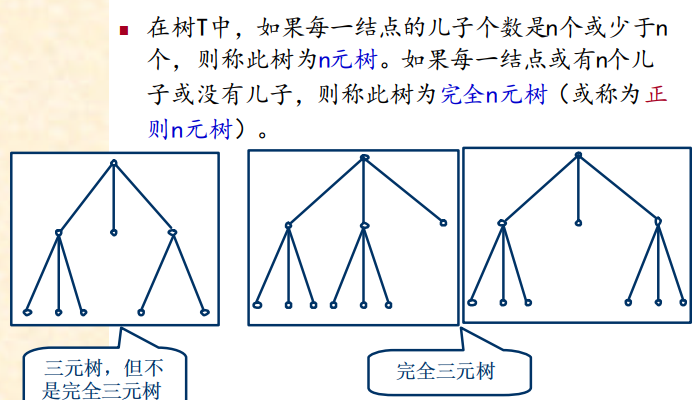 在树T中，如果每一结点的儿子个数是n个或少于n
个，则称此树为n元树。如果每一结点或有n个儿
子或没有儿子，则称此树为完全n元树（或称为正
则n元树）。
三元树，但不
是完全三元树
完全三元树